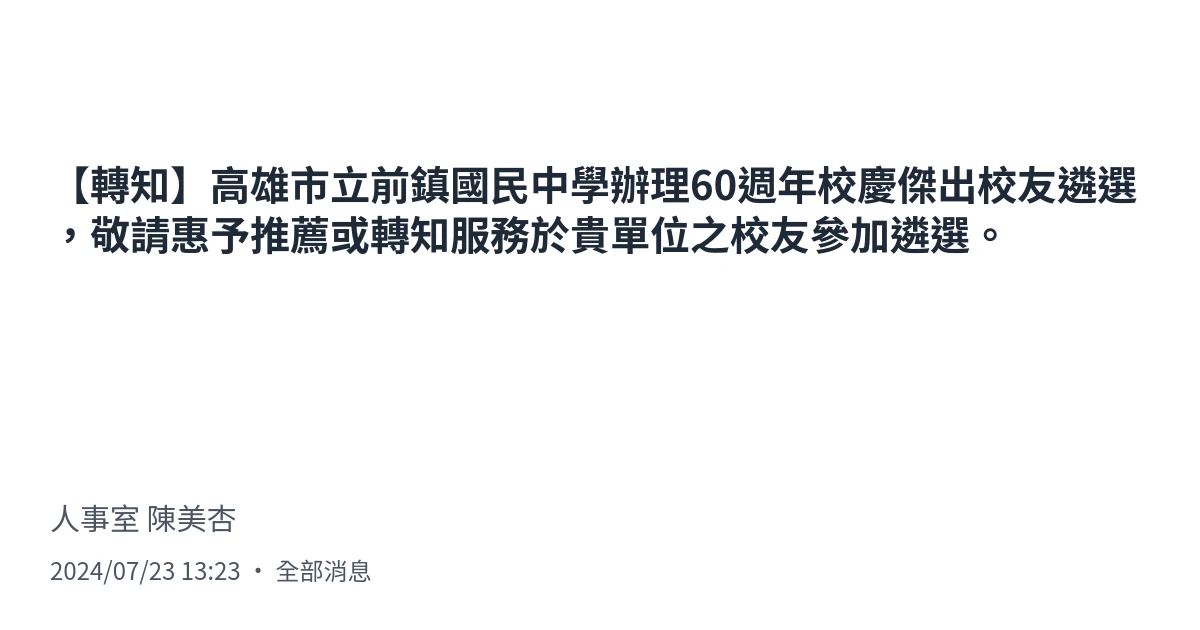 【轉知】高雄市立前鎮國民中學辦理60週年校慶傑出校友遴選
，敬請惠予推薦或轉知服務於貴單位之校友參加遴選。
人事室 陳美杏
2024/07/23 13:23 • 全部消息